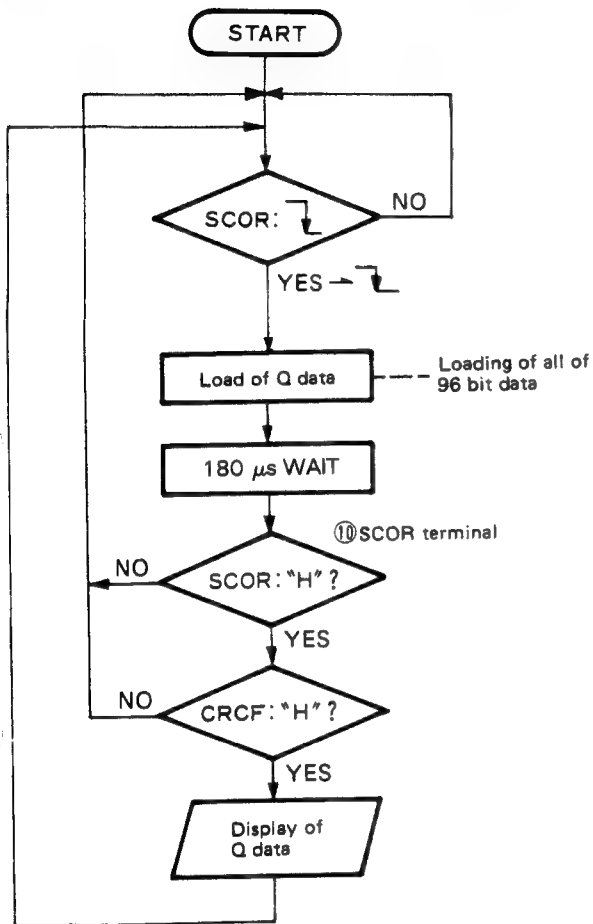 START
SCOR:
NO
YES
Load of Q data
Loading of all of
96 bit data
180 μs WAIT
⑩SCOR terminal
NO
SCOR: "H" ?
YES
NO
CRCF: "H" ?
YES
Display of
Q data